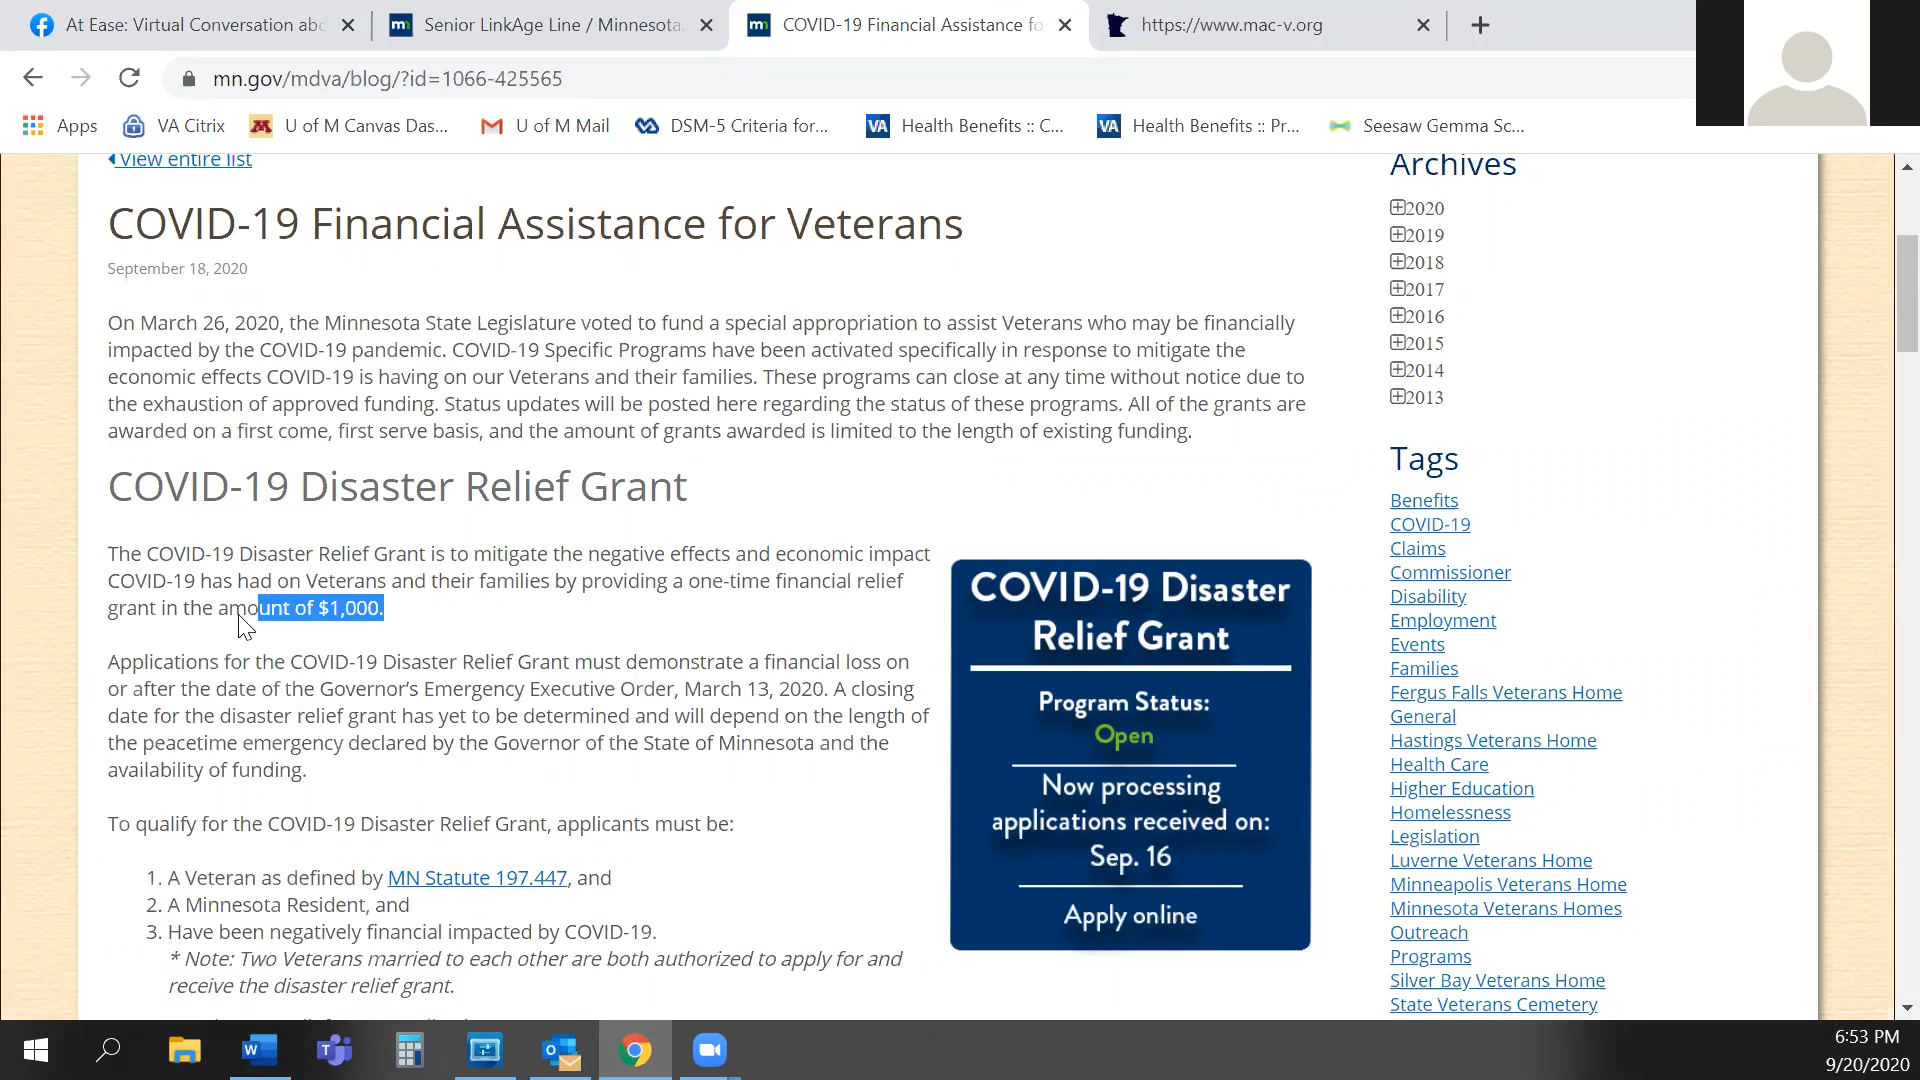 At Ease: Virtual Conversation abc
Senior LinkAge Line / Minnesota
COVID-19 Financial Assistance fo
https://www.mac-v.org
mn.gov/mdva/blog/?id=1066-425565
Apps
VA Citrix
U of M Canvas Das...
U of M Mail
DSM-5 Criteria for...
VA
Health Benefits :: C...
VA
Health Benefits :: Pr...
Seesaw Gemma Sc...
View entire list
COVID-19 Financial Assistance for Veterans
September 18, 2020
On March 26, 2020, the Minnesota State Legislature voted to fund a special appropriation to assist Veterans who may be financially
impacted by the COVID-19 pandemic. COVID-19 Specific Programs have been activated specifically in response to mitigate the
economic effects COVID-19 is having on our Veterans and their families. These programs can close at any time without notice due to
the exhaustion of approved funding. Status updates will be posted here regarding the status of these programs. All of the grants are
awarded on a first come, first serve basis, and the amount of grants awarded is limited to the length of existing funding.
COVID-19 Disaster Relief Grant
The COVID-19 Disaster Relief Grant is to mitigate the negative effects and economic impact
COVID-19 has had on Veterans and their families by providing a one-time financial relief
grant in the amount of $1,000.
Applications for the COVID-19 Disaster Relief Grant must demonstrate a financial loss on
or after the date of the Governor's Emergency Executive Order, March 13, 2020. A closing
date for the disaster relief grant has yet to be determined and will depend on the length of
the peacetime emergency declared by the Governor of the State of Minnesota and the
availability of funding.
To qualify for the COVID-19 Disaster Relief Grant, applicants must be:
1. A Veteran as defined by MN Statute 197.447, and
2. A Minnesota Resident, and
3. Have been negatively financial impacted by COVID-19.
* Note: Two Veterans married to each other are both authorized to apply for and
receive the disaster relief grant.
COVID-19 Disaster
Relief Grant
Program Status:
Open
Now processing
applications received on:
Sep. 16
Apply online
Archives
2020
2019
2018
2017
2016
2015
2014
2013
Tags
Benefits
COVID-19
Claims
Commissioner
Disability
Employment
Events
Families
Fergus Falls Veterans Home
General
Hastings Veterans Home
Health Care
Higher Education
Homelessness
Legislation
Luverne Veterans Home
Minneapolis Veterans Home
Minnesota Veterans Homes
Outreach
Programs
Silver Bay Veterans Home
State Veterans Cemetery
6:53 PM
9/20/2020